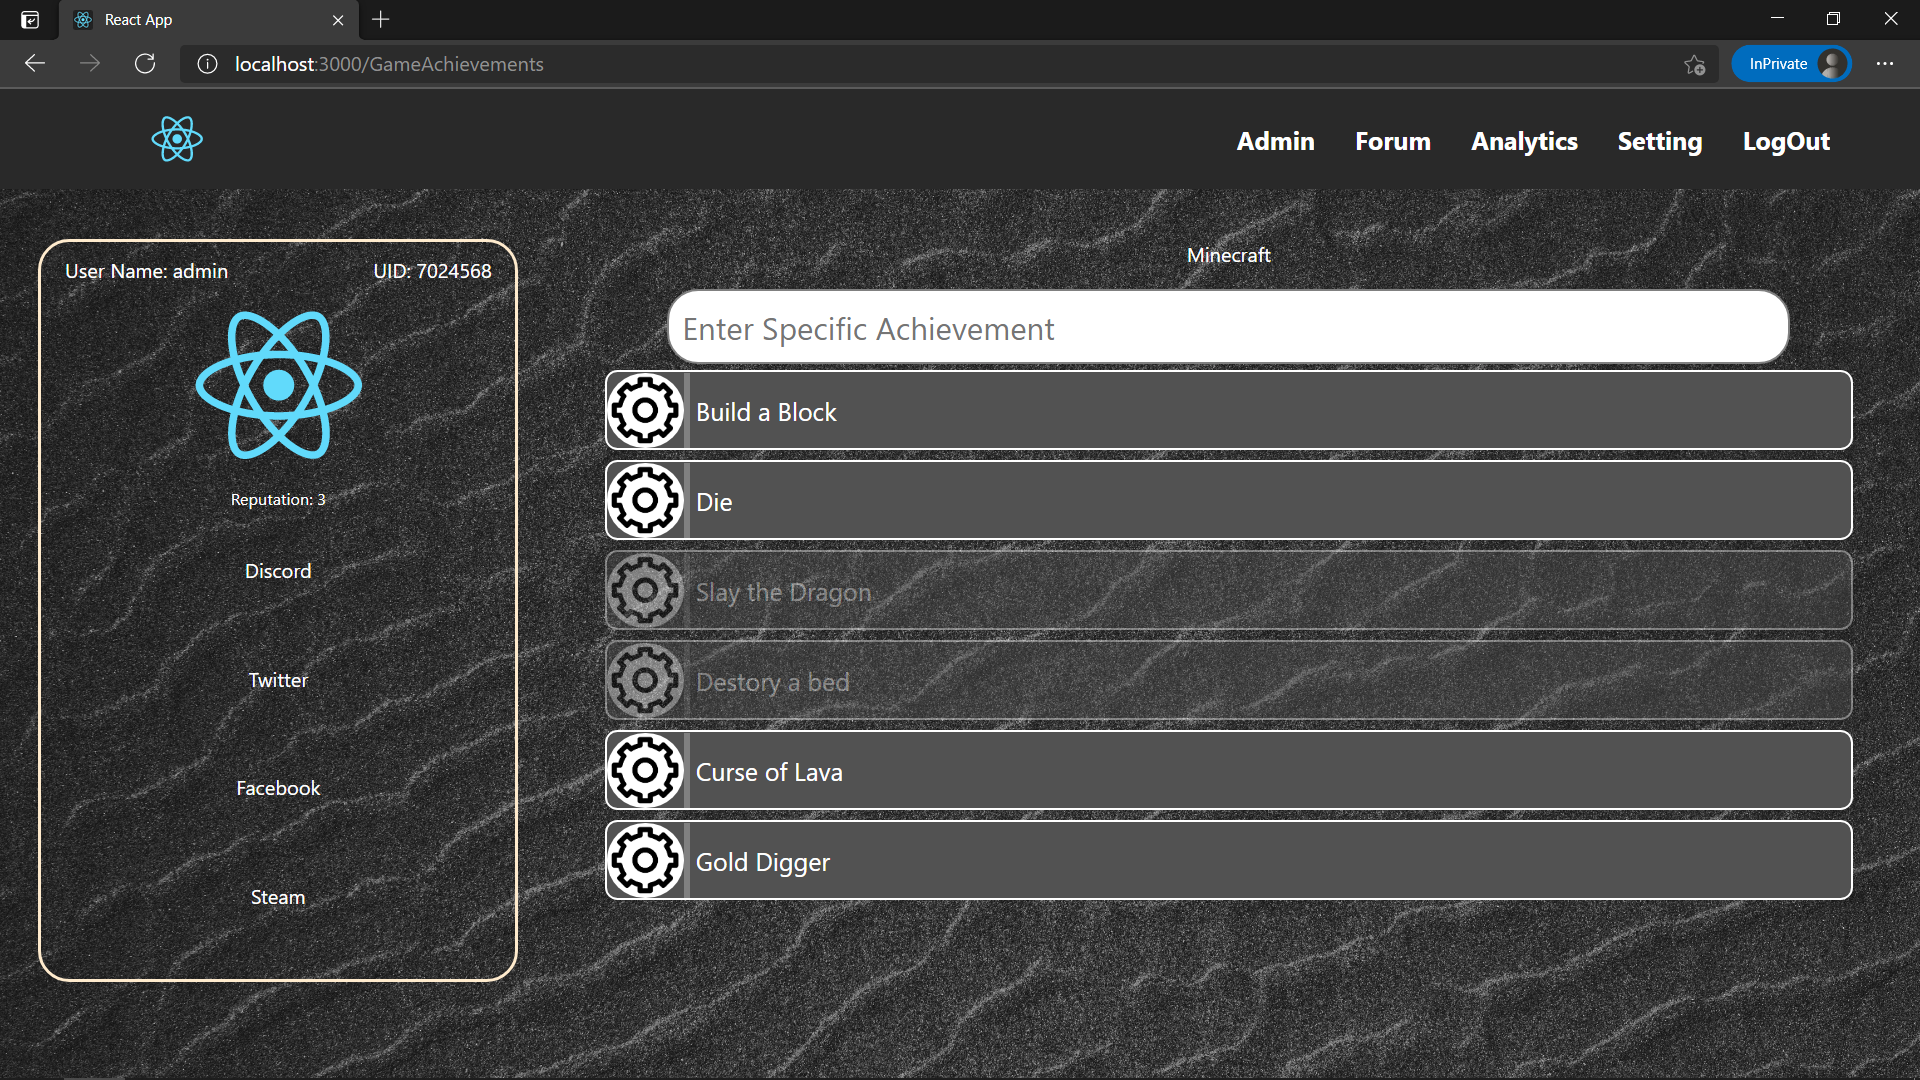 React App
localhost:3000/GameAchievements
InPrivate
Admin Forum Analytics Setting LogOut
User Name: admin UID: 7024568
Reputation: 3
Discord
Twitter
Facebook
Steam
Minecraft
Enter Specific Achievement
Build a Block
Die
Slay the Dragon
Destory a bed
Curse of Lava
Gold Digger